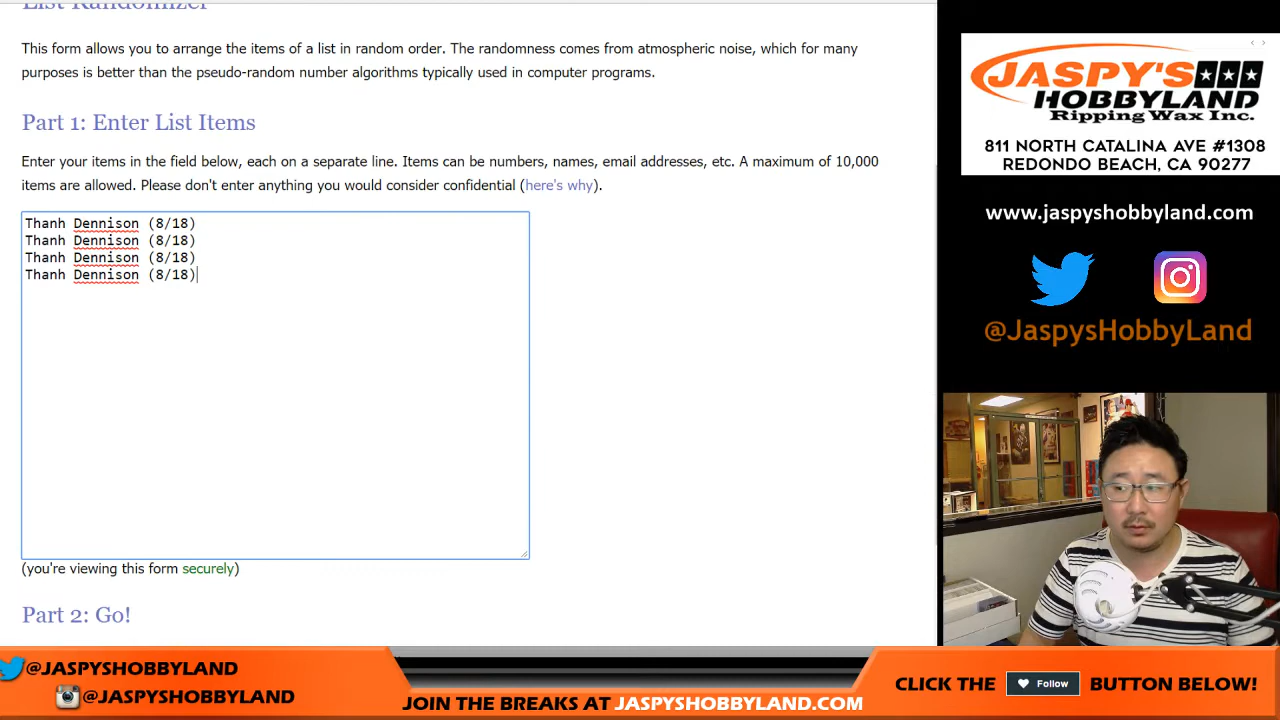 List Randomizer
This form allows you to arrange the items of a list in random order. The randomness comes from atmospheric noise, which for many
purposes is better than the pseudo-random number algorithms typically used in computer programs.
Part 1: Enter List Items
Enter your items in the field below, each on a separate line. Items can be numbers, names, email addresses, etc. A maximum of 10,000
items are allowed. Please don't enter anything you would consider confidential (here's why).
Thanh Dennison (8/18)
Thanh Dennison (8/18)
Thanh Dennison (8/18)
Thanh Dennison (8/18)
(you're viewing this form securely)
Part 2: Go!
JASPY'S
HOBBYLAND
Ripping Wax Inc.
811 NORTH CATALINA AVE #1308
REDONDO BEACH, CA 90277
www.jaspyshobbyland.com
@JaspysHobbyLand
@JASPYSHOBBYLAND
@JASPYSHOBBYLAND
JOIN THE BREAKS AT JASPYSHOBBYLAND.COM
CLICK THE Follow BUTTON BELOW!